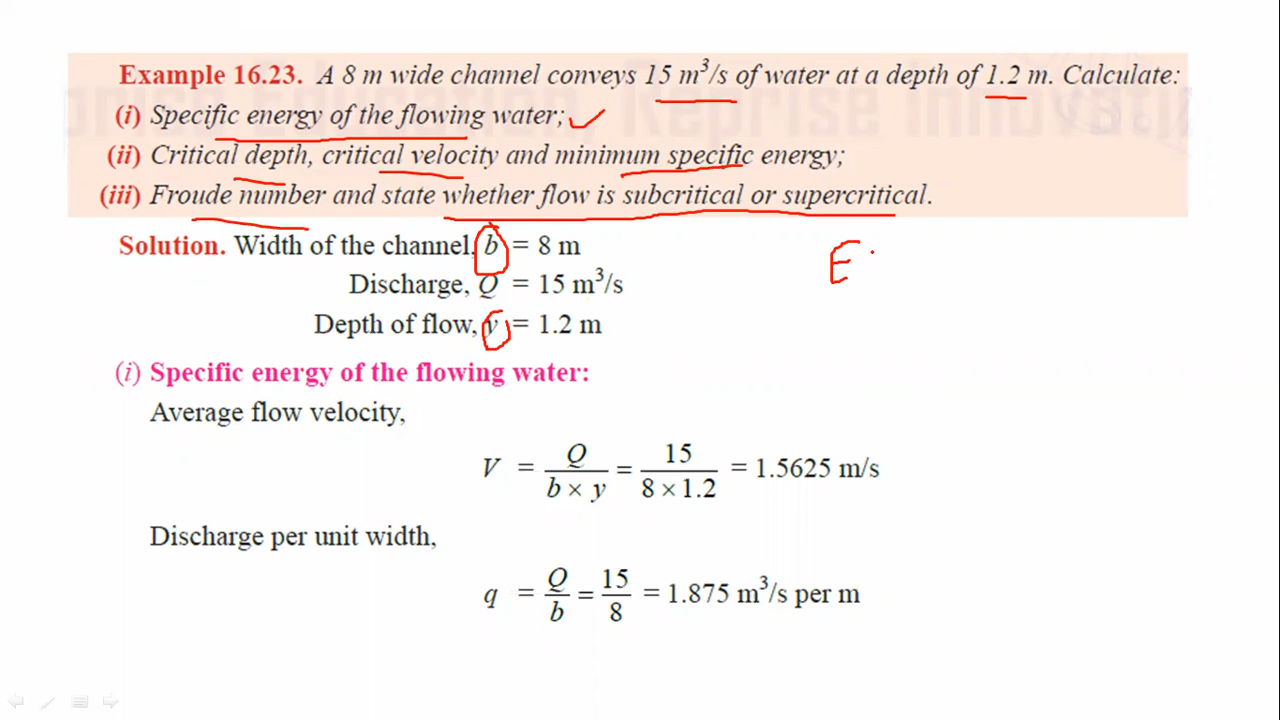 Example 16.23. A 8 m wide channel conveys 15 m³/s of water at a depth of 1.2 m. Calculate:
(i) Specific energy of the flowing water;
(ii) Critical depth, critical velocity and minimum specific energy;
(iii) Froude number and state whether flow is subcritical or supercritical.
Solution. Width of the channel, b = 8 m
E
Discharge, Q = 15 m³/s
Depth of flow, y = 1.2 m
(i) Specific energy of the flowing water:
Average flow velocity,
V = Q / (b × y) = 15 / (8 × 1.2) = 1.5625 m/s
Discharge per unit width,
q = Q / b = 15 / 8 = 1.875 m³/s per m